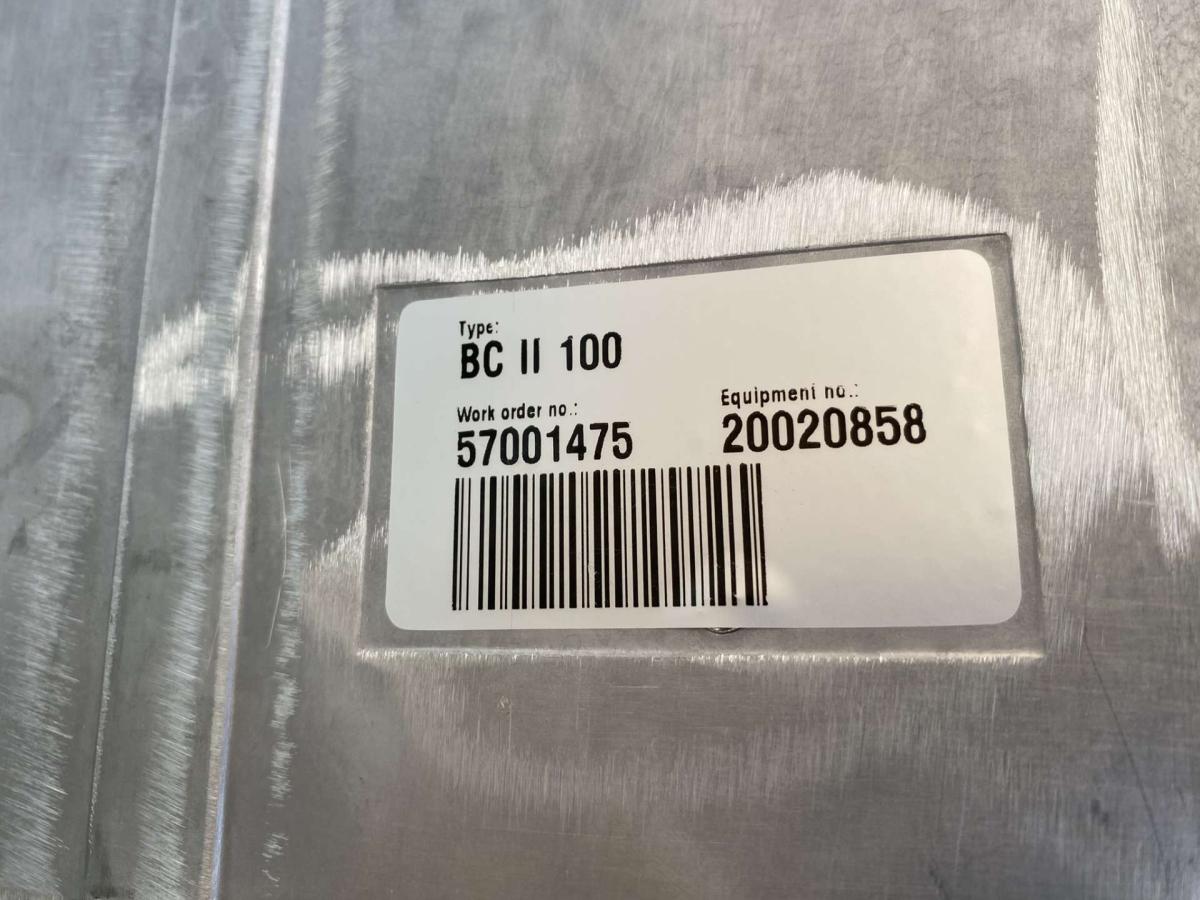 Type:
BC II 100
Work order no.: Equipment no.:
57001475 20020858